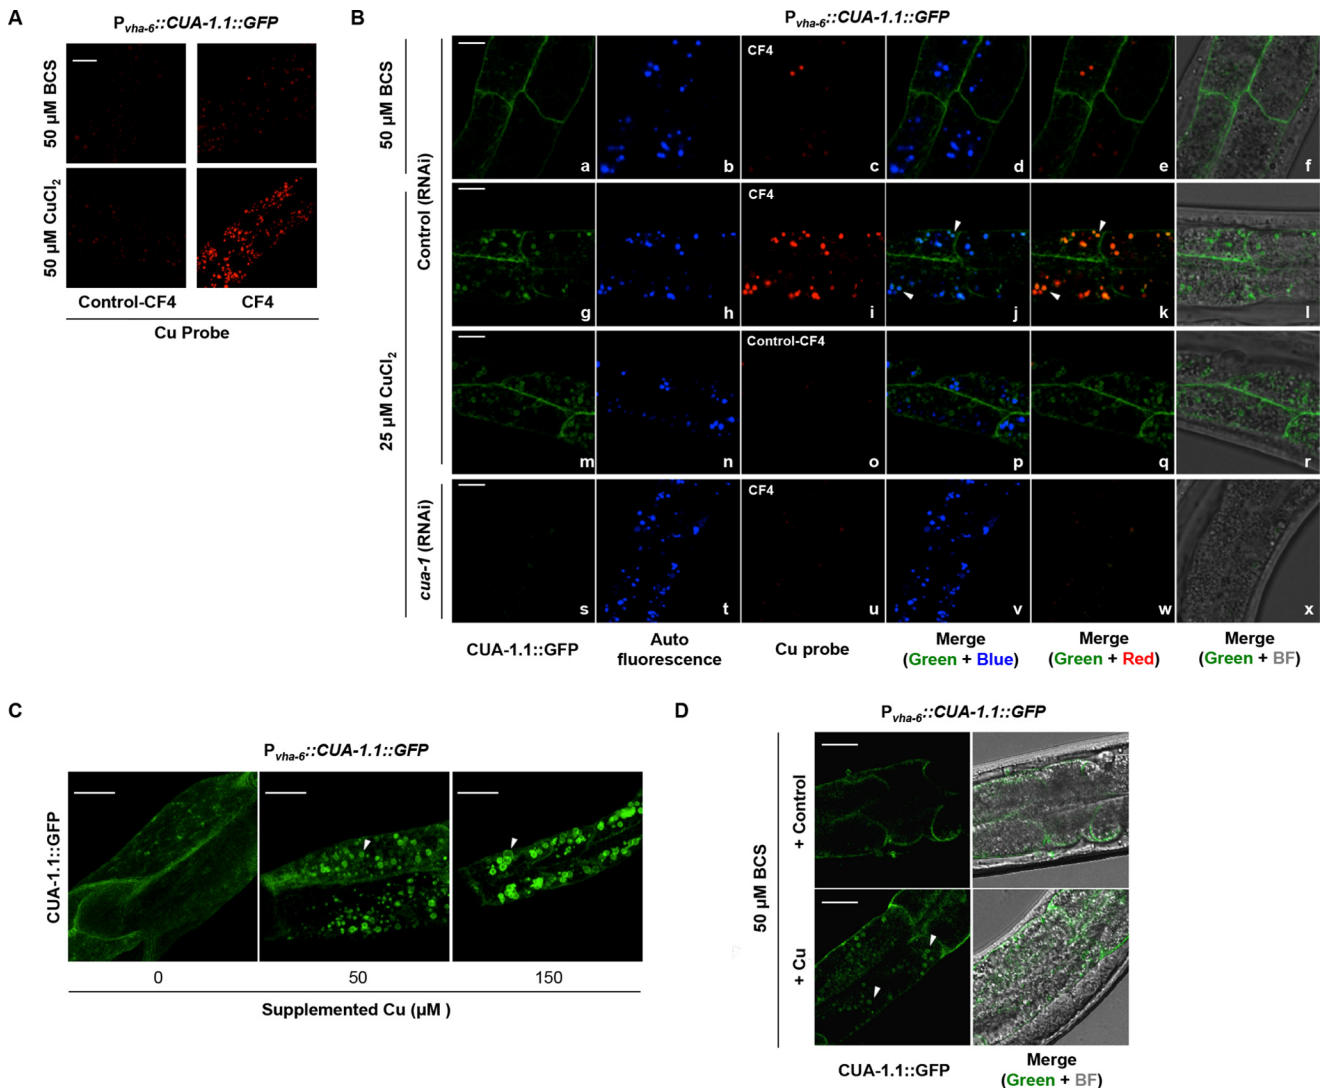 A
P_vha-6::CUA-1.1::GFP
50 µM BCS
50 µM CuCl₂
Control-CF4
CF4
Cu Probe
B
P_vha-6::CUA-1.1::GFP
50 µM BCS
25 µM CuCl₂
Control (RNAi)
cua-1 (RNAi)
CF4
a
b
c
d
e
f
CF4
g
h
i
j
k
l
Control-CF4
m
n
o
p
q
r
CF4
s
t
u
v
w
x
CUA-1.1::GFP
Auto
fluorescence
Cu probe
Merge
(Green + Blue)
Merge
(Green + Red)
Merge
(Green + BF)
C
P_vha-6::CUA-1.1::GFP
CUA-1.1::GFP
0
50
150
Supplemented Cu (µM )
D
P_vha-6::CUA-1.1::GFP
50 µM BCS
+ Control
+ Cu
CUA-1.1::GFP
Merge
(Green + BF)